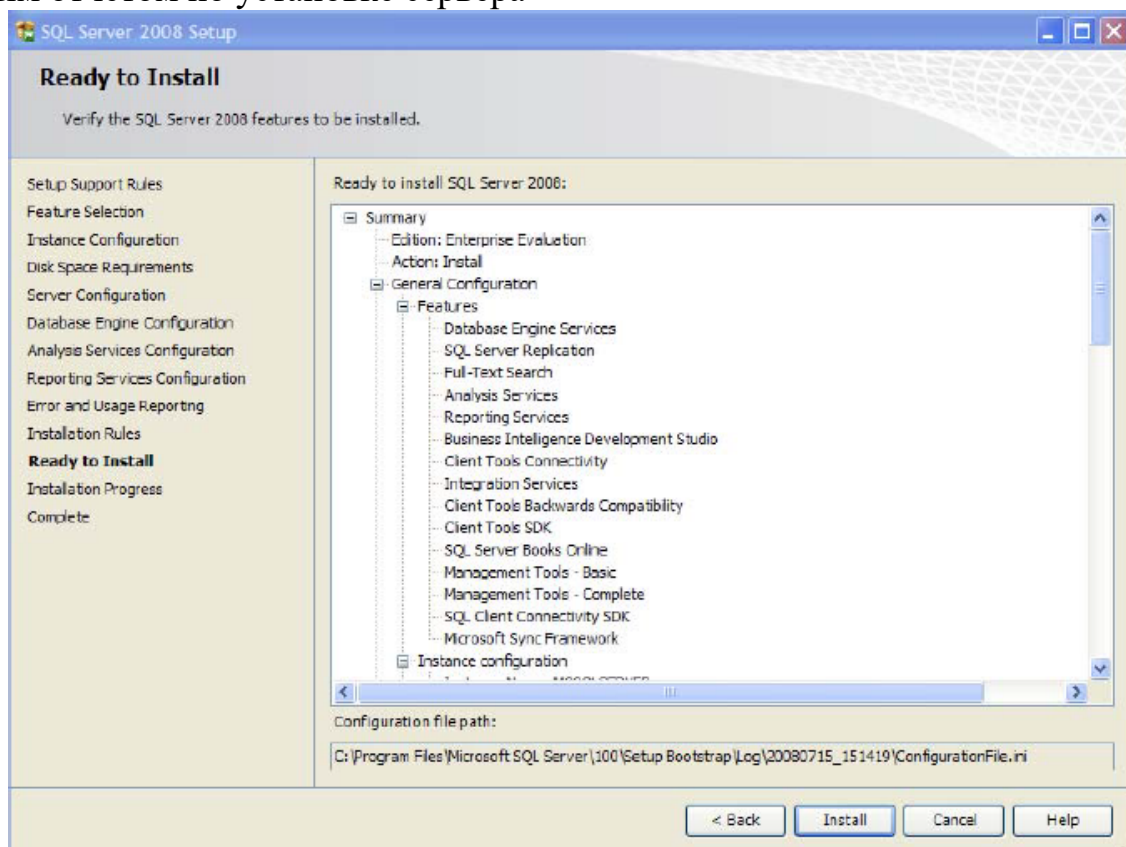 по установке сервера
SQL Server 2008 Setup
Ready to Install
Verify the SQL Server 2008 features to be installed.
Setup Support Rules
Feature Selection
Instance Configuration
Disk Space Requirements
Server Configuration
Database Engine Configuration
Analysis Services Configuration
Reporting Services Configuration
Error and Usage Reporting
Installation Rules
Ready to Install
Installation Progress
Complete
Ready to install SQL Server 2008:
Summary
Edition: Enterprise Evaluation
Action: Install
General Configuration
Features
Database Engine Services
SQL Server Replication
Full-Text Search
Analysis Services
Reporting Services
Business Intelligence Development Studio
Client Tools Connectivity
Integration Services
Client Tools Backwards Compatibility
Client Tools SDK
SQL Server Books Online
Management Tools - Basic
Management Tools - Complete
SQL Client Connectivity SDK
Microsoft Sync Framework
Instance configuration
Configuration file path:
C:\Program Files\Microsoft SQL Server\100\Setup Bootstrap\Log\20080715_151419\ConfigurationFile.ini
< Back
Install
Cancel
Help